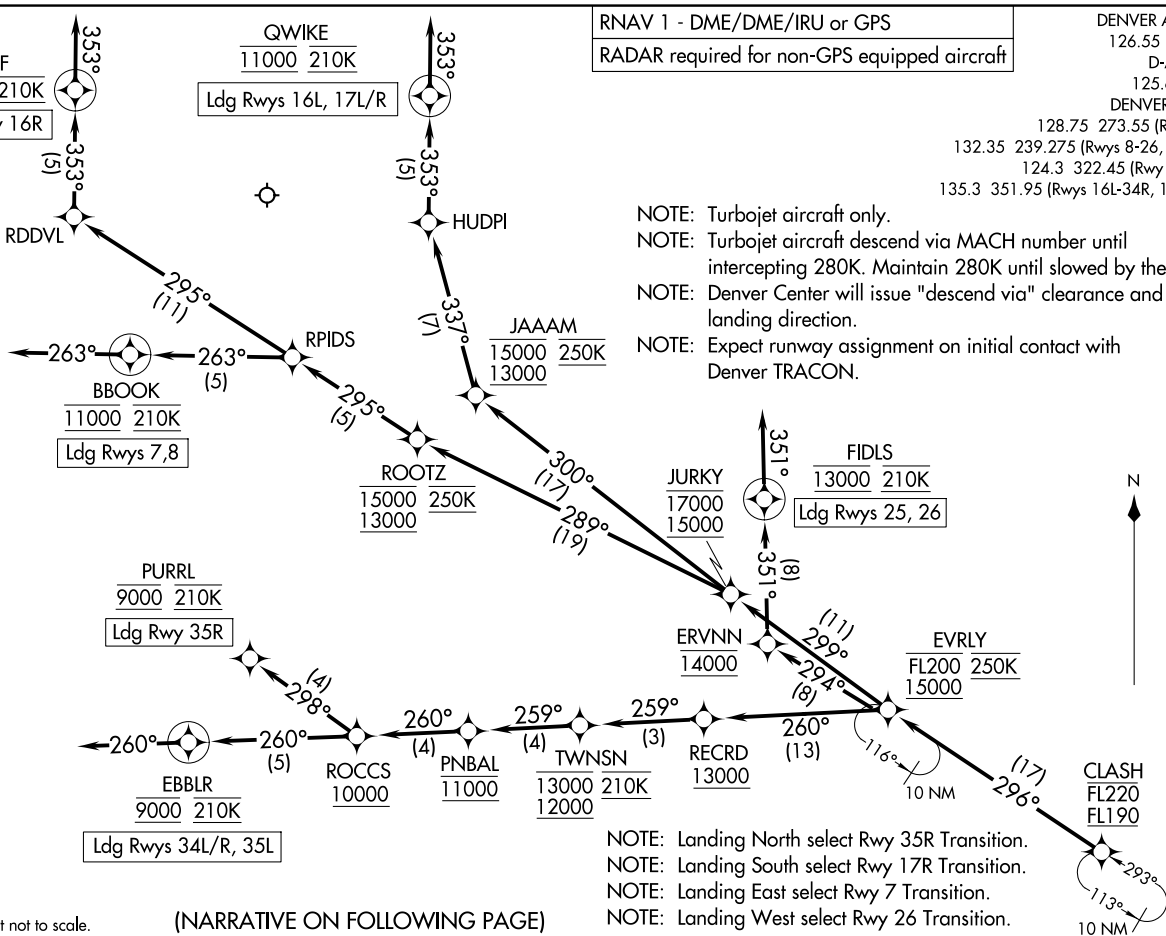 RNAV 1 - DME/DME/IRU or GPS
RADAR required for non-GPS equipped aircraft
DENVER A
126.55
D-A
125.
DENVER
128.75 273.55 (R
132.35 239.275 (Rwys 8-26,
124.3 322.45 (Rwy
135.3 351.95 (Rwys 16L-34R, 1
NOTE: Turbojet aircraft only.
NOTE: Turbojet aircraft descend via MACH number until
intercepting 280K. Maintain 280K until slowed by the
NOTE: Denver Center will issue "descend via" clearance and
landing direction.
NOTE: Expect runway assignment on initial contact with
Denver TRACON.
F
210K
16R
353°
353°
(5)
RDDVL
QWIKE
11000 210K
Ldg Rwys 16L, 17L/R
353°
353°
(5)
HUDPI
337°
(7)
295°
(11)
RPIDS
263°
263°
(5)
BBOOK
11000 210K
Ldg Rwys 7,8
295°
(5)
ROOTZ
15000 250K
13000
JAAAM
15000 250K
13000
300°
(17)
289°
(19)
JURKY
17000
15000
351°
FIDLS
13000 210K
Ldg Rwys 25, 26
351°
(8)
N
ERVNN
14000
(11)
299°
294°
(8)
EVRLY
FL200 250K
15000
PURRL
9000 210K
Ldg Rwy 35R
(4)
298°
260°
260°
(5)
EBBLR
9000 210K
Ldg Rwys 34L/R, 35L
ROCCS
10000
260°
(4)
PNBAL
11000
259°
(4)
TWNSN
13000 210K
12000
259°
(3)
RECRD
13000
260°
(13)
116°
10 NM
(17)
296°
CLASH
FL220
FL190
293°
113°
10 NM
NOTE: Landing North select Rwy 35R Transition.
NOTE: Landing South select Rwy 17R Transition.
NOTE: Landing East select Rwy 7 Transition.
NOTE: Landing West select Rwy 26 Transition.
t not to scale.
(NARRATIVE ON FOLLOWING PAGE)